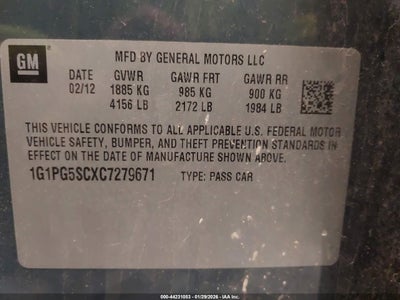 GM
MFD BY GENERAL MOTORS LLC
DATE GVWR GAWR FRT GAWR RR
02/12 1885 KG 985 KG 900 KG
4156 LB 2172 LB 1984 LB
THIS VEHICLE CONFORMS TO ALL APPLICABLE U.S. FEDERAL MOTOR
VEHICLE SAFETY, BUMPER, AND THEFT PREVENTION STANDARDS
IN EFFECT ON THE DATE OF MANUFACTURE SHOWN ABOVE.
1G1PG5SCXC7279671 TYPE: PASS CAR
000-44231053 - 01/29/2026 - IAAI.com